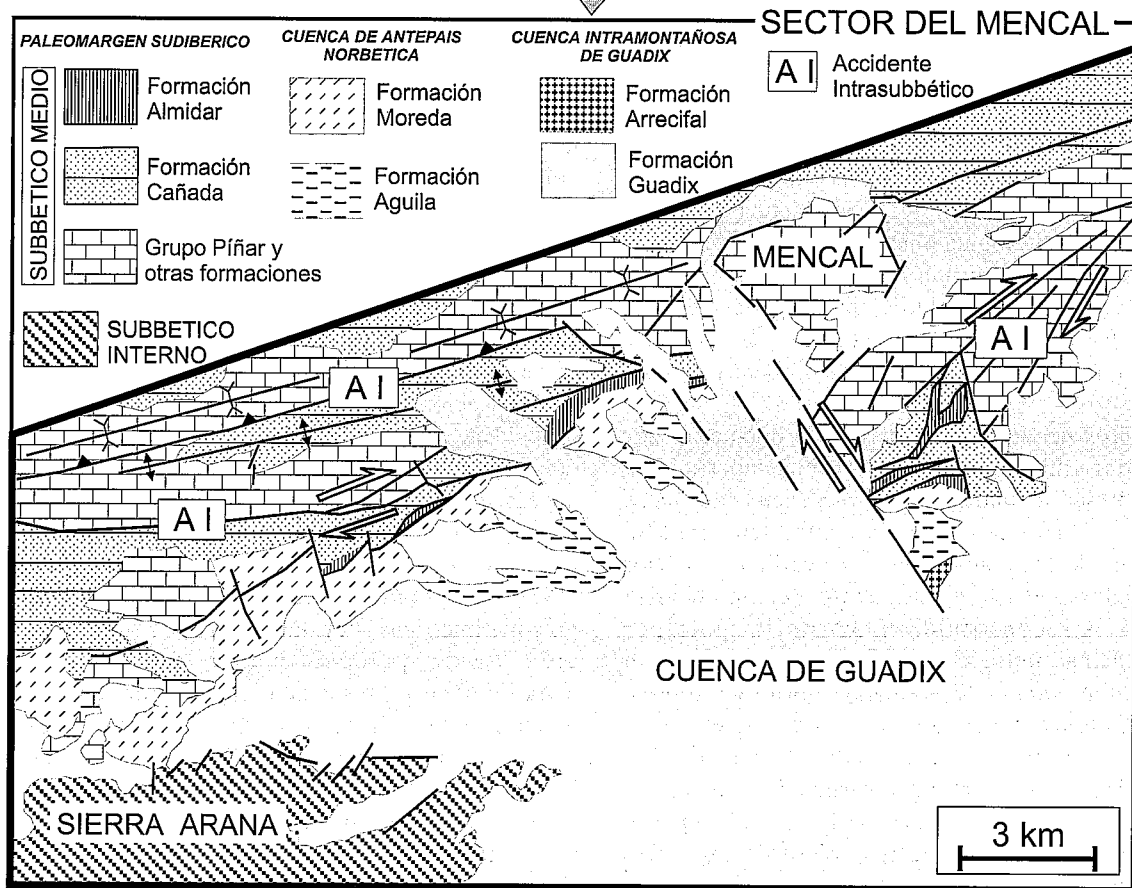 SECTOR DEL MENCAL
PALEOMARGEN SUDIBERICO
SUBBETICO MEDIO
Formación
Almidar
Formación
Cañada
Grupo Píñar y
otras formaciones
SUBBETICO
INTERNO
CUENCA DE ANTEPAIS
NORBETICA
Formación
Moreda
Formación
Aguila
CUENCA INTRAMONTAÑOSA
DE GUADIX
Formación
Arrecifal
Formación
Guadix
A I
Accidente
Intrasubbético
MENCAL
A I
A I
A I
CUENCA DE GUADIX
SIERRA ARANA
3 km